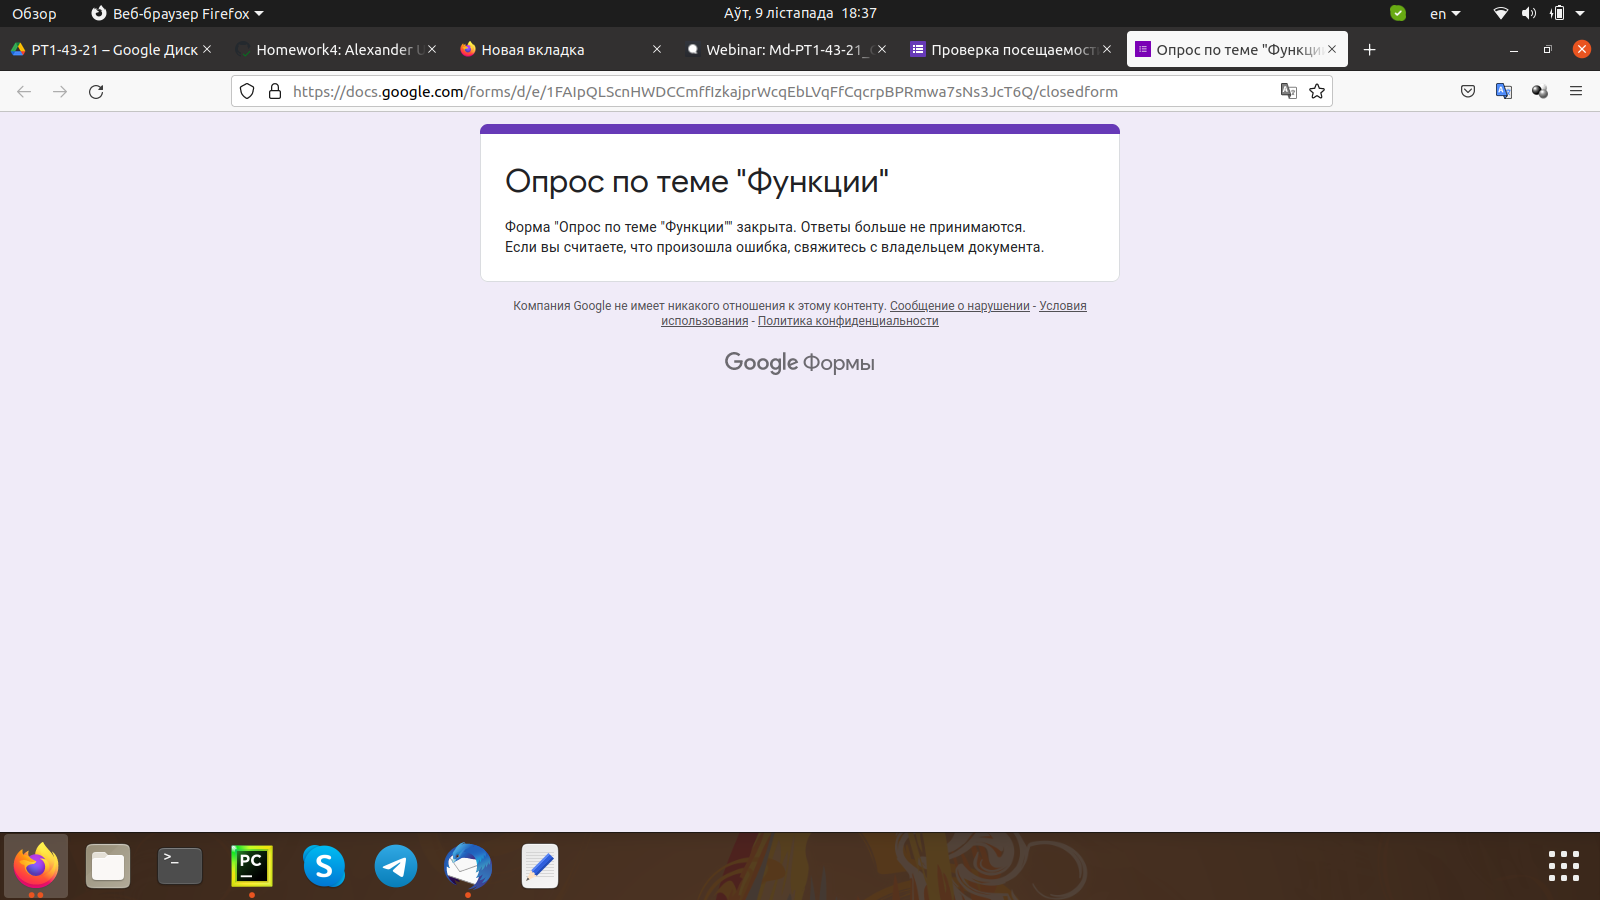 Обзор Веб-браузер Firefox Аўт, 9 лістапада 18:37 en
PT1-43-21 – Google Диск Homework4: Alexander U Новая вкладка Webinar: Md-PT1-43-21_ Проверка посещаемост Опрос по теме "Функци
https://docs.google.com/forms/d/e/1FAIpQLScnHWDCCmffIzkajprWcqEbLVqFfCqcrpBPRmwa7sNs3JcT6Q/closedform
Опрос по теме "Функции"
Форма "Опрос по теме "Функции"" закрыта. Ответы больше не принимаются.
Если вы считаете, что произошла ошибка, свяжитесь с владельцем документа.
Компания Google не имеет никакого отношения к этому контенту. Сообщение о нарушении - Условия
использования - Политика конфиденциальности
Google Формы